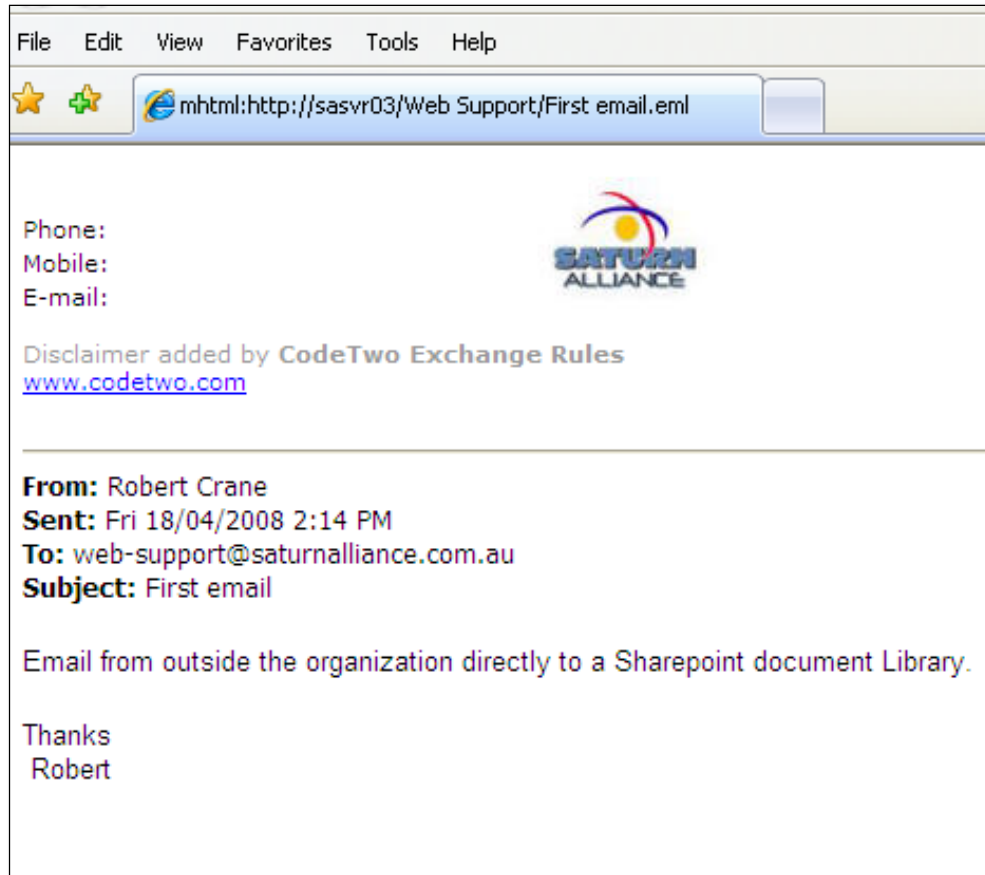 File Edit View Favorites Tools Help
mhtml:http://sasvr03/Web Support/First email.eml
SATURN
ALLIANCE
Phone:
Mobile:
E-mail:
Disclaimer added by CodeTwo Exchange Rules
www.codetwo.com
From: Robert Crane
Sent: Fri 18/04/2008 2:14 PM
To: web-support@saturnalliance.com.au
Subject: First email
Email from outside the organization directly to a Sharepoint document Library.
Thanks
Robert